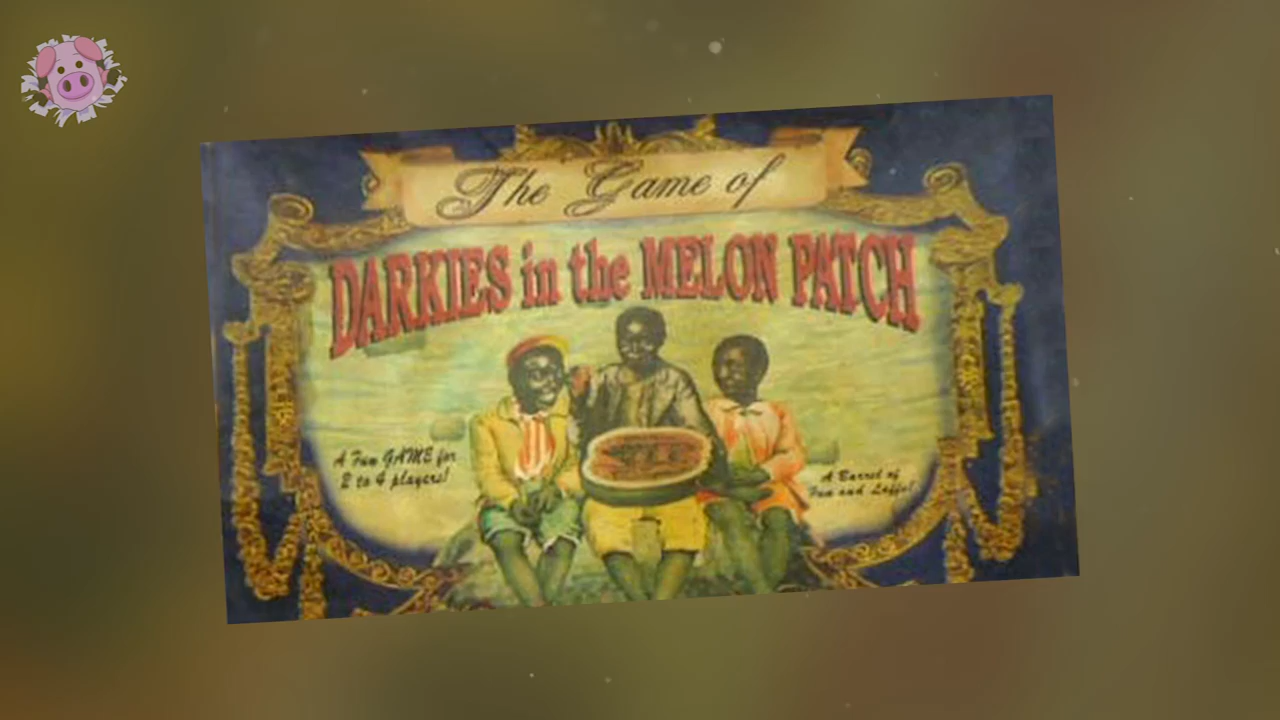 The Game of
DARKIES in the MELON PATCH
A Fun GAME for
2 to 4 players!
A Barrel of
Fun and Laffs!